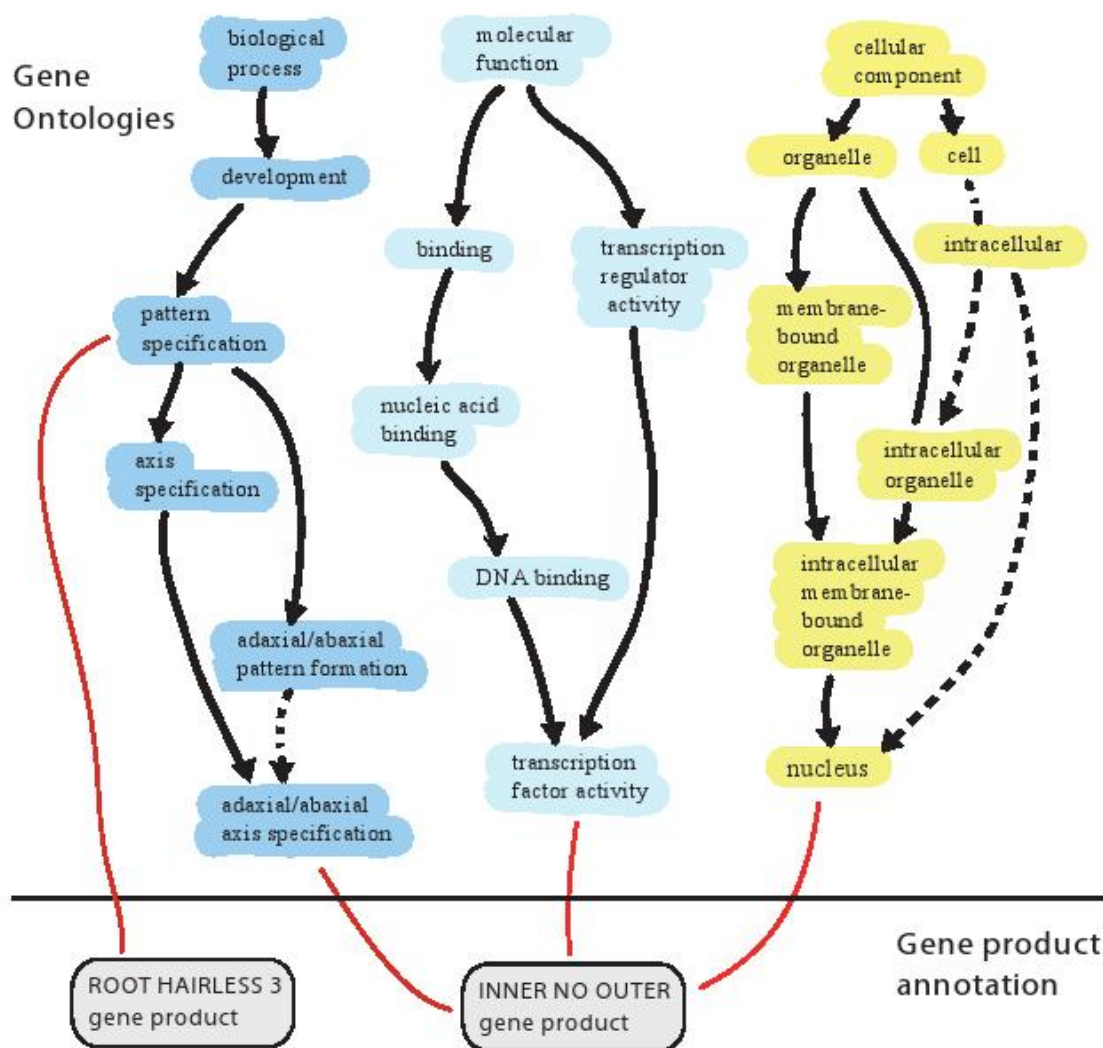 Gene
Ontologies
biological
process
development
pattern
specification
axis
specification
adaxial/abaxial
pattern formation
adaxial/abaxial
axis specification
molecular
function
binding
transcription
regulator
activity
nucleic acid
binding
DNA binding
transcription
factor activity
cellular
component
organelle
cell
intracellular
membrane-
bound
organelle
intracellular
organelle
intracellular
membrane-
bound
organelle
nucleus
Gene product
annotation
ROOT HAIRLESS 3
gene product
INNER NO OUTER
gene product